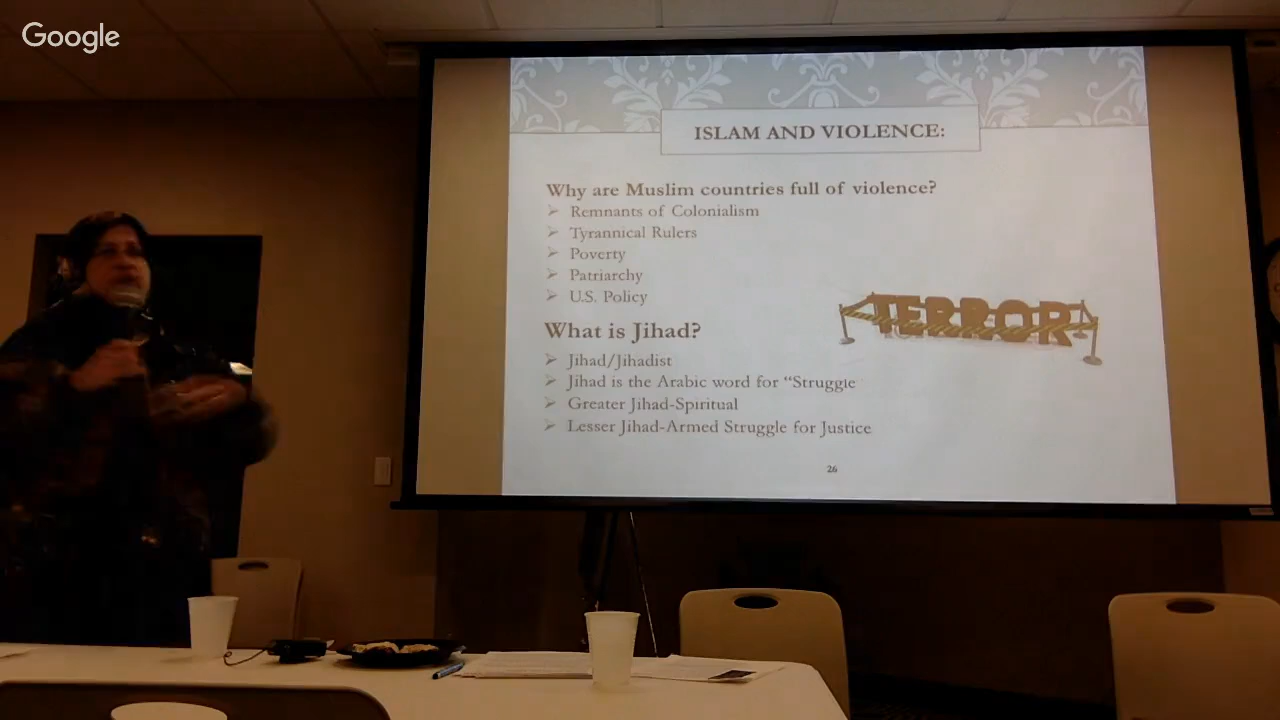 Google
ISLAM AND VIOLENCE:
Why are Muslim countries full of violence?
➢ Remnants of Colonialism
➢ Tyrannical Rulers
➢ Poverty
➢ Patriarchy
➢ U.S. Policy
TERROR
What is Jihad?
➢ Jihad/Jihadist
➢ Jihad is the Arabic word for “Struggle
➢ Greater Jihad-Spiritual
➢ Lesser Jihad-Armed Struggle for Justice
26